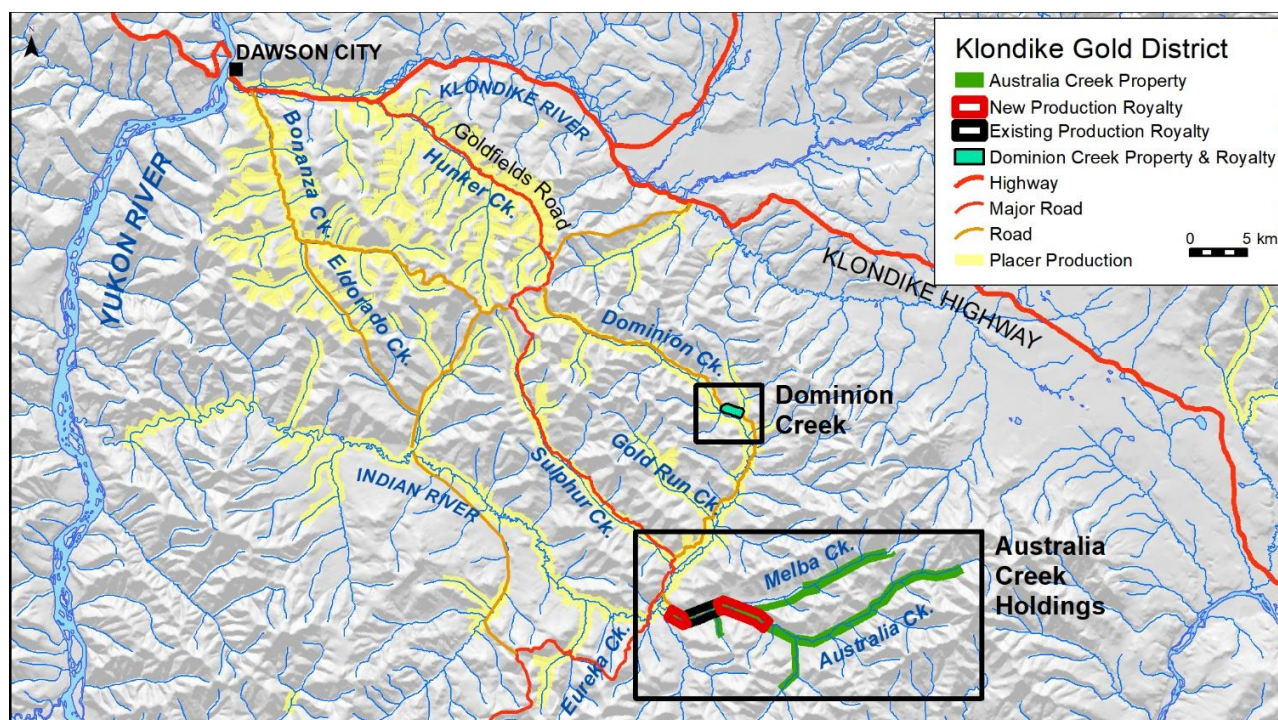 DAWSON CITY
KLONDIKE RIVER
Goldfields Road
Bonanza Ck.
Hunker Ck.
YUKON RIVER
Eldorado Ck.
KLONDIKE HIGHWAY
Dominion Ck.
Dominion
Creek
Gold Run Ck.
Sulphur Ck.
INDIAN RIVER
Melba Ck.
Australia Ck.
Eureka Ck.
Australia
Creek
Holdings
Klondike Gold District
Australia Creek Property
New Production Royalty
Existing Production Royalty
Dominion Creek Property & Royalty
Highway
Major Road
Road
Placer Production
0 5 km